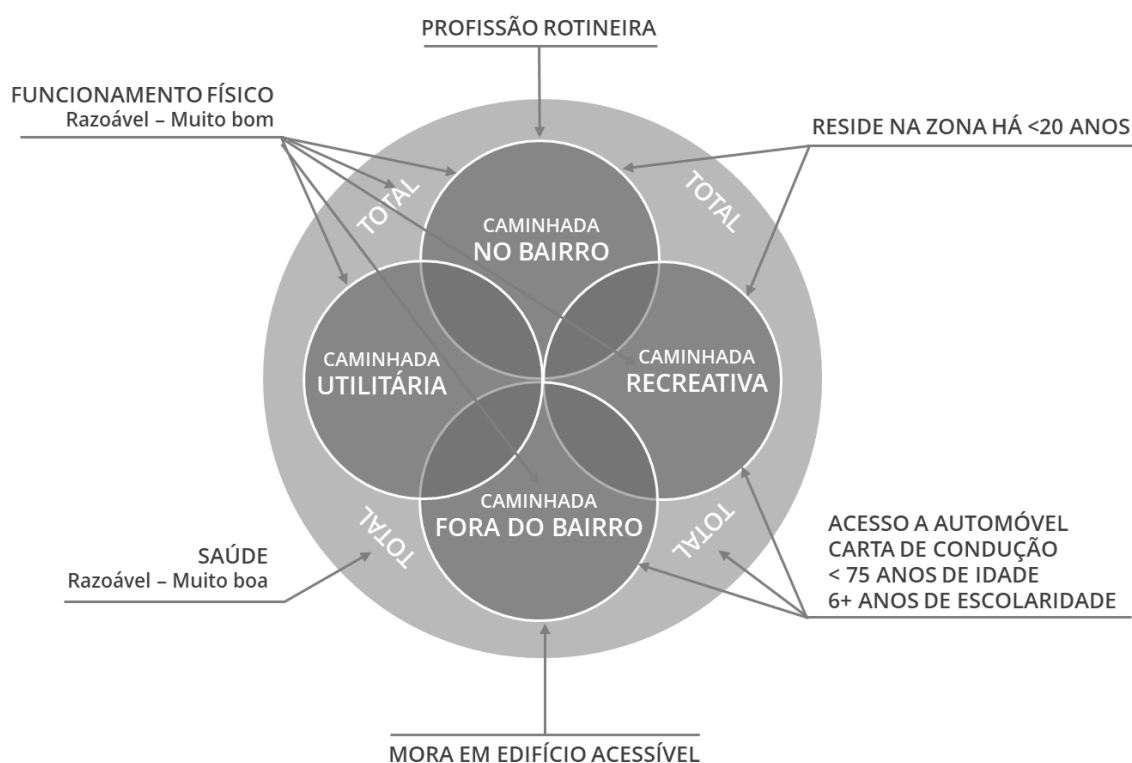 PROFISSÃO ROTINEIRA
FUNCIONAMENTO FÍSICO
Razoável – Muito bom
RESIDE NA ZONA HÁ <20 ANOS
TOTAL
TOTAL
CAMINHADA
NO BAIRRO
CAMINHADA
UTILITÁRIA
CAMINHADA
RECREATIVA
CAMINHADA
FORA DO BAIRRO
TOTAL
TOTAL
SAÚDE
Razoável – Muito boa
ACESSO A AUTOMÓVEL
CARTA DE CONDUÇÃO
< 75 ANOS DE IDADE
6+ ANOS DE ESCOLARIDADE
MORA EM EDIFÍCIO ACESSÍVEL